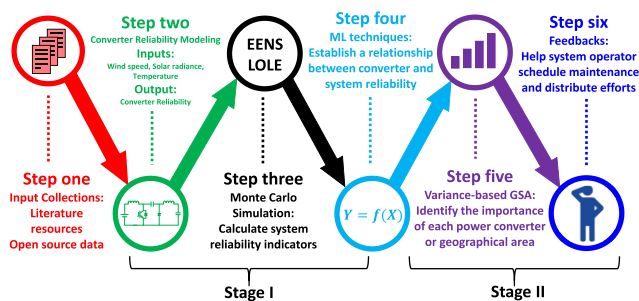 Step one
Input Collections:
Literature
resources
Open source data
Step two
Converter Reliability Modeling
Inputs:
Wind speed, Solar radiance,
Temperature
Output:
Converter Reliability
EENS
LOLE
Step three
Monte Carlo
Simulation:
Calculate system
reliability indicators
Step four
ML techniques:
Establish a relationship
between converter and
system reliability
Y = f(X)
Step five
Variance-based GSA:
Identify the importance
of each power converter
or geographical area
Step six
Feedbacks:
Help system operator
schedule maintenance
and distribute efforts
Stage I
Stage II